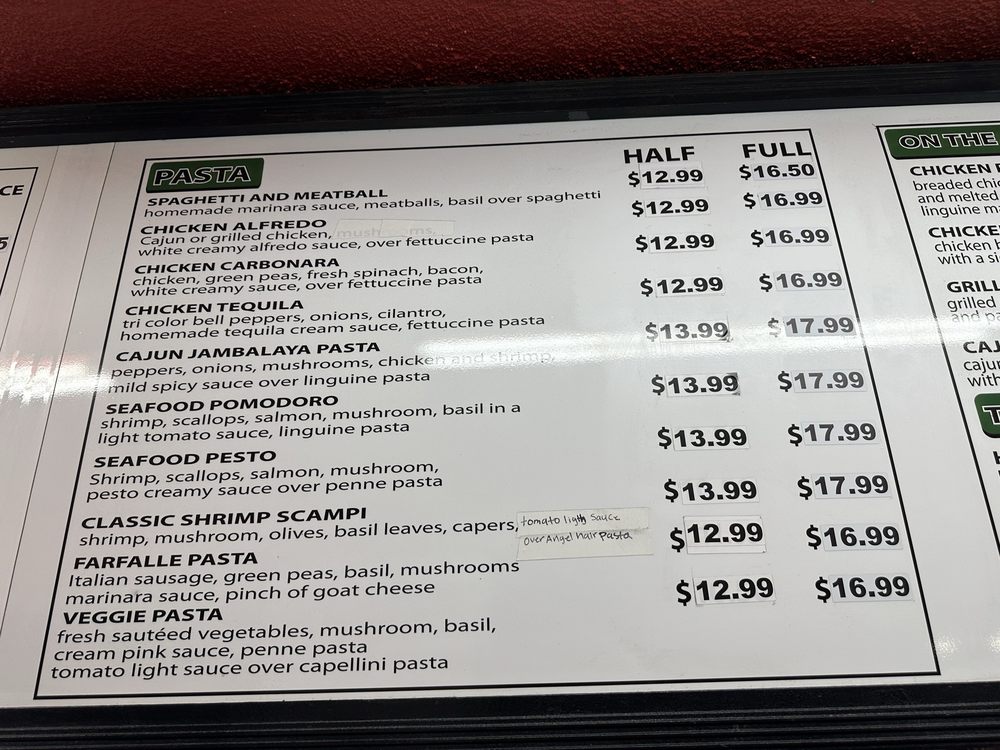 CE
5
PASTA
HALF FULL
SPAGHETTI AND MEATBALL $12.99 $16.50
homemade marinara sauce, meatballs, basil over spaghetti
CHICKEN ALFREDO $12.99 $16.99
Cajun or grilled chicken, mushrooms,
white creamy alfredo sauce, over fettuccine pasta
CHICKEN CARBONARA $12.99 $16.99
chicken, green peas, fresh spinach, bacon,
white creamy sauce, over fettuccine pasta
CHICKEN TEQUILA $12.99 $16.99
tri color bell peppers, onions, cilantro,
homemade tequila cream sauce, fettuccine pasta
CAJUN JAMBALAYA PASTA $13.99 $17.99
peppers, onions, mushrooms, chicken and shrimp,
mild spicy sauce over linguine pasta
SEAFOOD POMODORO $13.99 $17.99
shrimp, scallops, salmon, mushroom, basil in a
light tomato sauce, linguine pasta
SEAFOOD PESTO $13.99 $17.99
Shrimp, scallops, salmon, mushroom,
pesto creamy sauce over penne pasta
CLASSIC SHRIMP SCAMPI $13.99 $17.99
shrimp, mushroom, olives, basil leaves, capers, tomato ligth sauce
over Angel hair Pasta
FARFALLE PASTA $12.99 $16.99
Italian sausage, green peas, basil, mushrooms
marinara sauce, pinch of goat cheese
VEGGIE PASTA $12.99 $16.99
fresh sautéed vegetables, mushroom, basil,
cream pink sauce, penne pasta
tomato light sauce over capellini pasta
ON THE
CHICKEN
breaded chic
and melted
linguine ma
CHICKE
chicken b
with a si
GRILL
grilled
and pa
CAJ
cajur
with
T